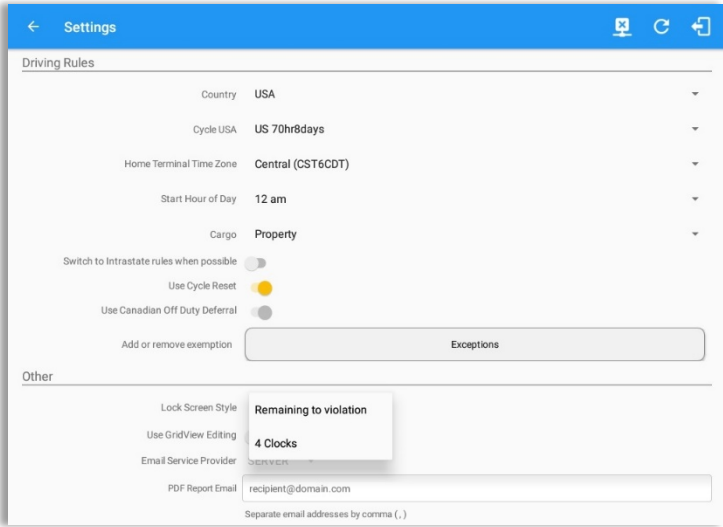 Settings
Driving Rules
Country USA
Cycle USA US 70hr8days
Home Terminal Time Zone Central (CST6CDT)
Start Hour of Day 12 am
Cargo Property
Switch to Intrastate rules when possible
Use Cycle Reset
Use Canadian Off Duty Deferral
Add or remove exemption Exceptions
Other
Lock Screen Style Remaining to violation
Use GridView Editing 4 Clocks
Email Service Provider SERVER
PDF Report Email recipient@domain.com
Separate email addresses by comma (,)